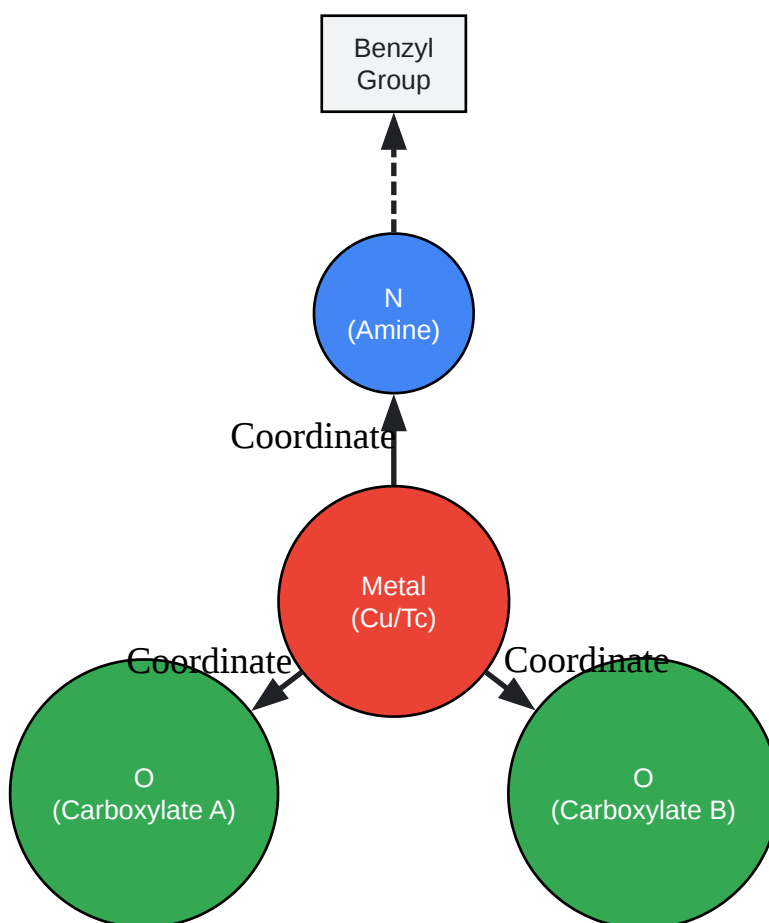 Benzyl
Group
N
(Amine)
Coordinate
Metal
(Cu/Tc)
Coordinate
Coordinate
O
(Carboxylate A)
O
(Carboxylate B)